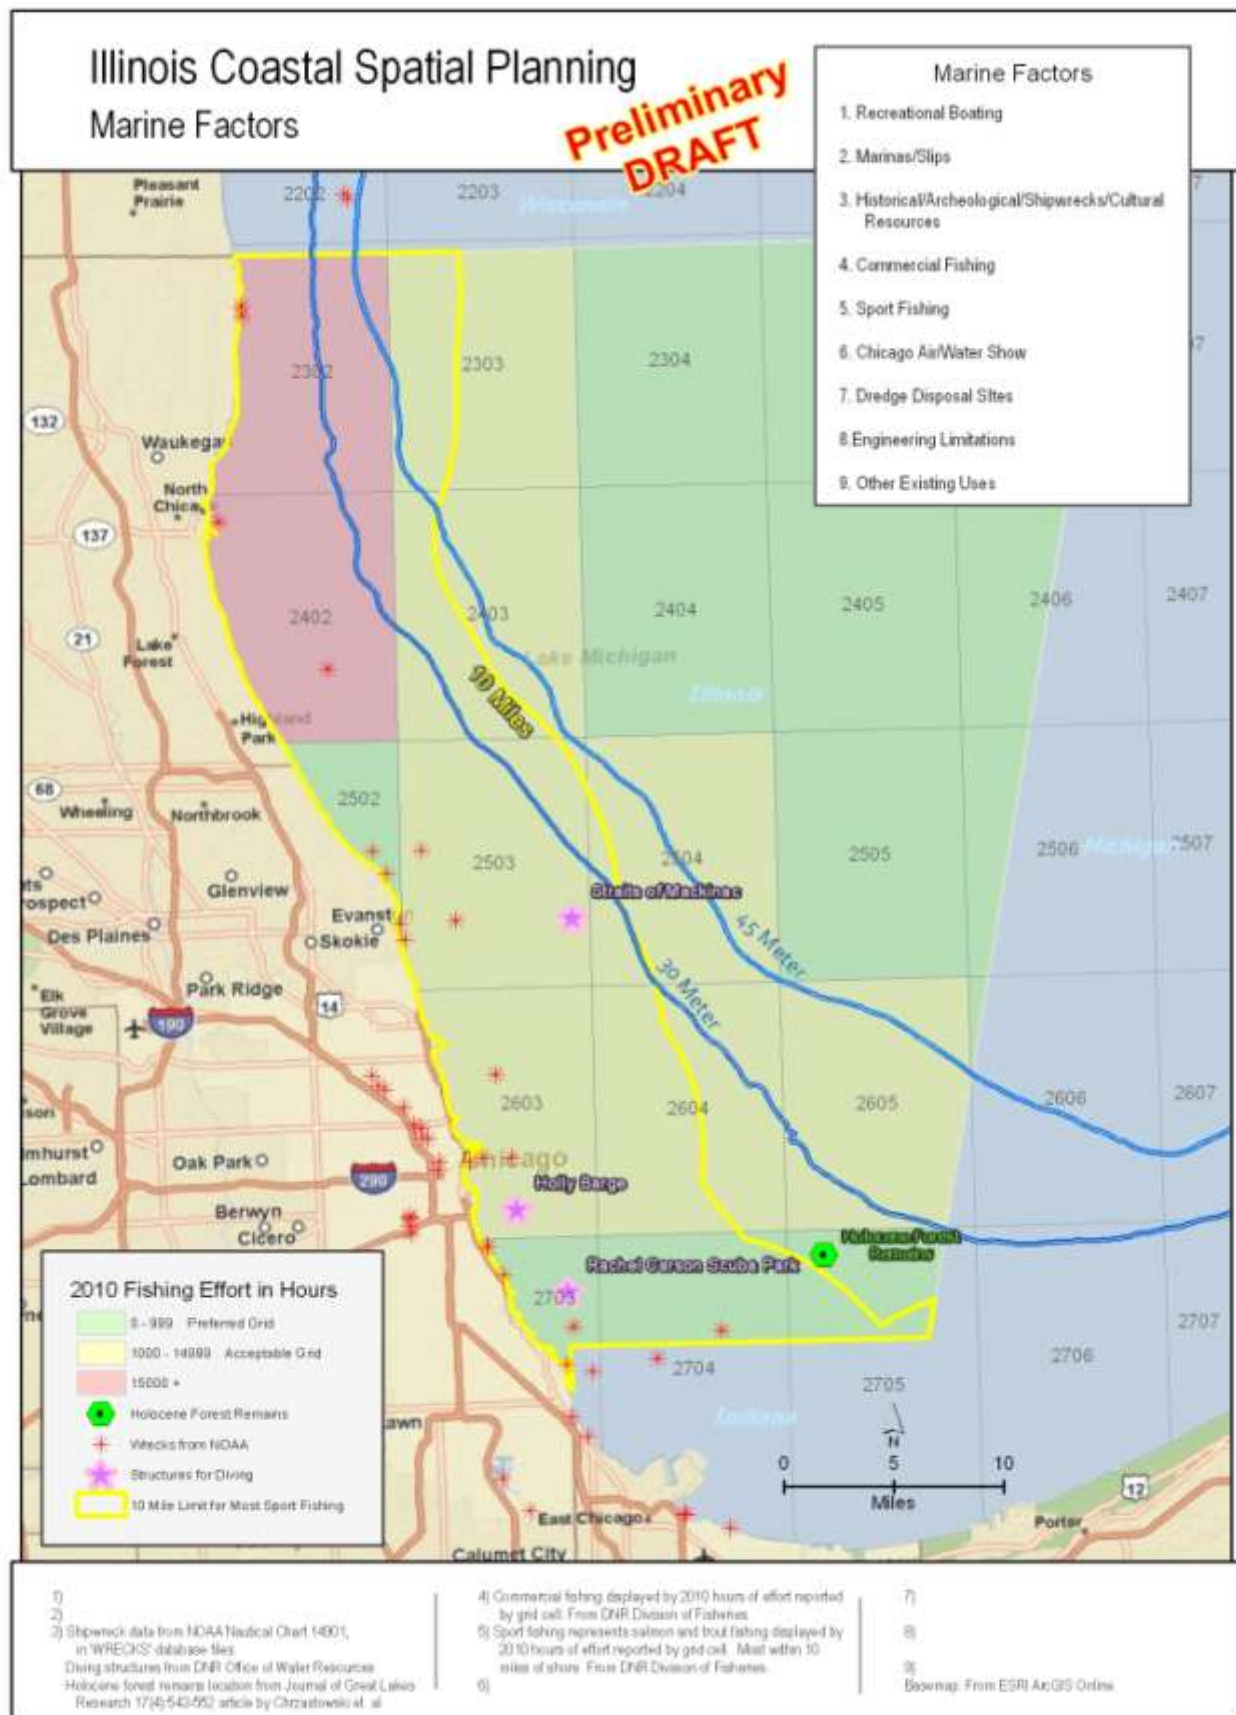 Illinois Coastal Spatial Planning
Marine Factors
Preliminary
DRAFT
Marine Factors
1. Recreational Boating
2. Marinas/Slips
3. Historical/Archeological/Shipwrecks/Cultural
Resources
4. Commercial Fishing
5. Sport Fishing
6. Chicago Air/Water Show
7. Dredge Disposal Sites
8.Engineering Limitations
9. Other Existing Uses
Pleasant
Prairie
2202
2203
Wisconsin
2204
2302
2303
2304
132
Waukegan
North
Chicago
137
2402
2403
2404
2405
2406
2407
21
Lake
Forest
Lake Michigan
Illinois
10 Miles
Highland
Park
68
Wheeling
Northbrook
2502
2503
2504
2505
2506
Michigan
2507
Glenview
Straits of Mackinac
Evanston
Skokie
Des Plaines
45 Meter
30 Meter
Park Ridge
Elk
Grove
Village
190
14
2603
2604
2605
2606
2607
Oak Park
Lombard
Chicago
290
Holly Barge
Berwyn
Cicero
Holocene Forest
Remains
Rachel Carson Scuba Park
2703
2704
2705
2706
2707
Indiana
N
0 5 10
Miles
12
East Chicago
Porter
Calumet City
2010 Fishing Effort in Hours
0 - 999 Preferred Grid
1000 - 14999 Acceptable Grid
15000 +
Holocene Forest Remains
Wrecks from NOAA
Structures for Diving
10 Mile Limit for Most Sport Fishing
1)
2)
3) Shipwreck data from NOAA Nautical Chart 14901,
in 'WRECKS' database files.
Diving structures from DNR Office of Water Resources
Holocene forest remains location from Journal of Great Lakes
Research 17(4):543-552 article by Chrzastowski et. al
4) Commercial fishing displayed by 2010 hours of effort reported
by grid cell. From DNR Division of Fisheries.
5) Sport fishing represents salmon and trout fishing displayed by
2010 hours of effort reported by grid cell. Most within 10
miles of shore. From DNR Division of Fisheries.
6)
7)
8)
9)
Basemap: From ESRI ArcGIS Online